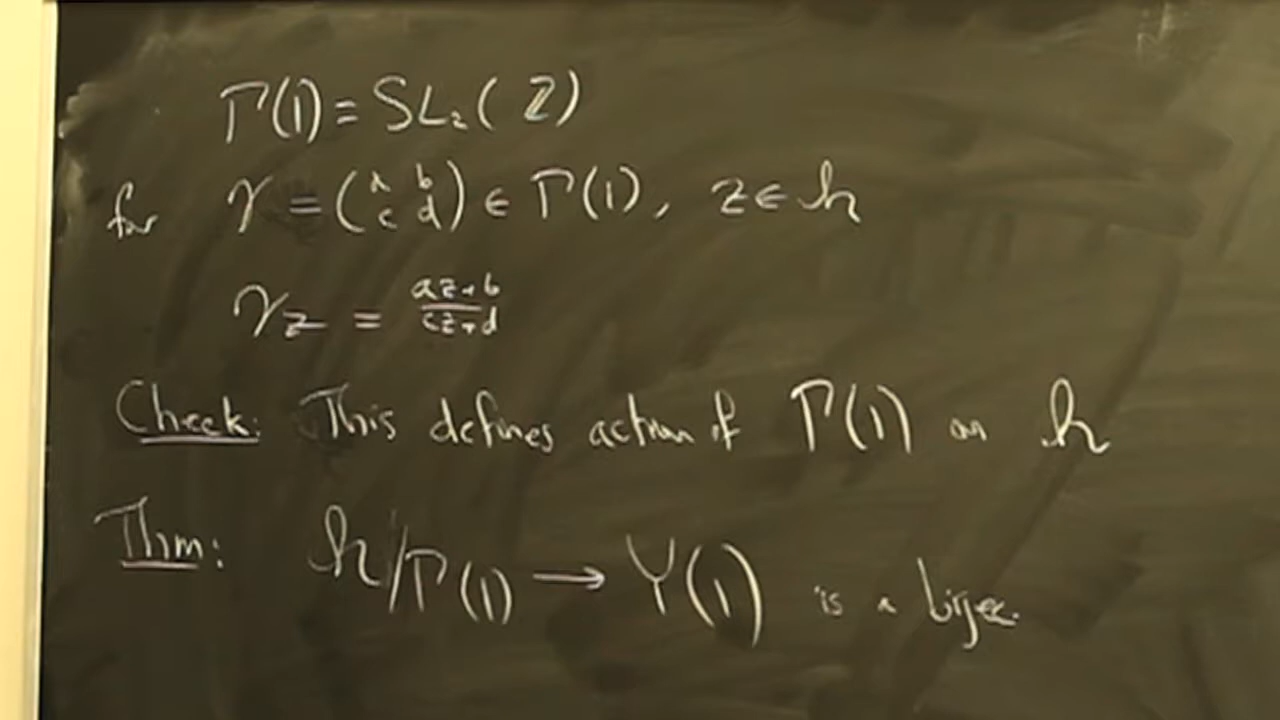 Γ(1) = SL₂(ℤ)
for γ = (a b c d) ∈ Γ(1), z ∈ h
γz = az+b / cz+d
Check: This defines action of Γ(1) on h
Thm: h/Γ(1) → Y(1) is a bijec.